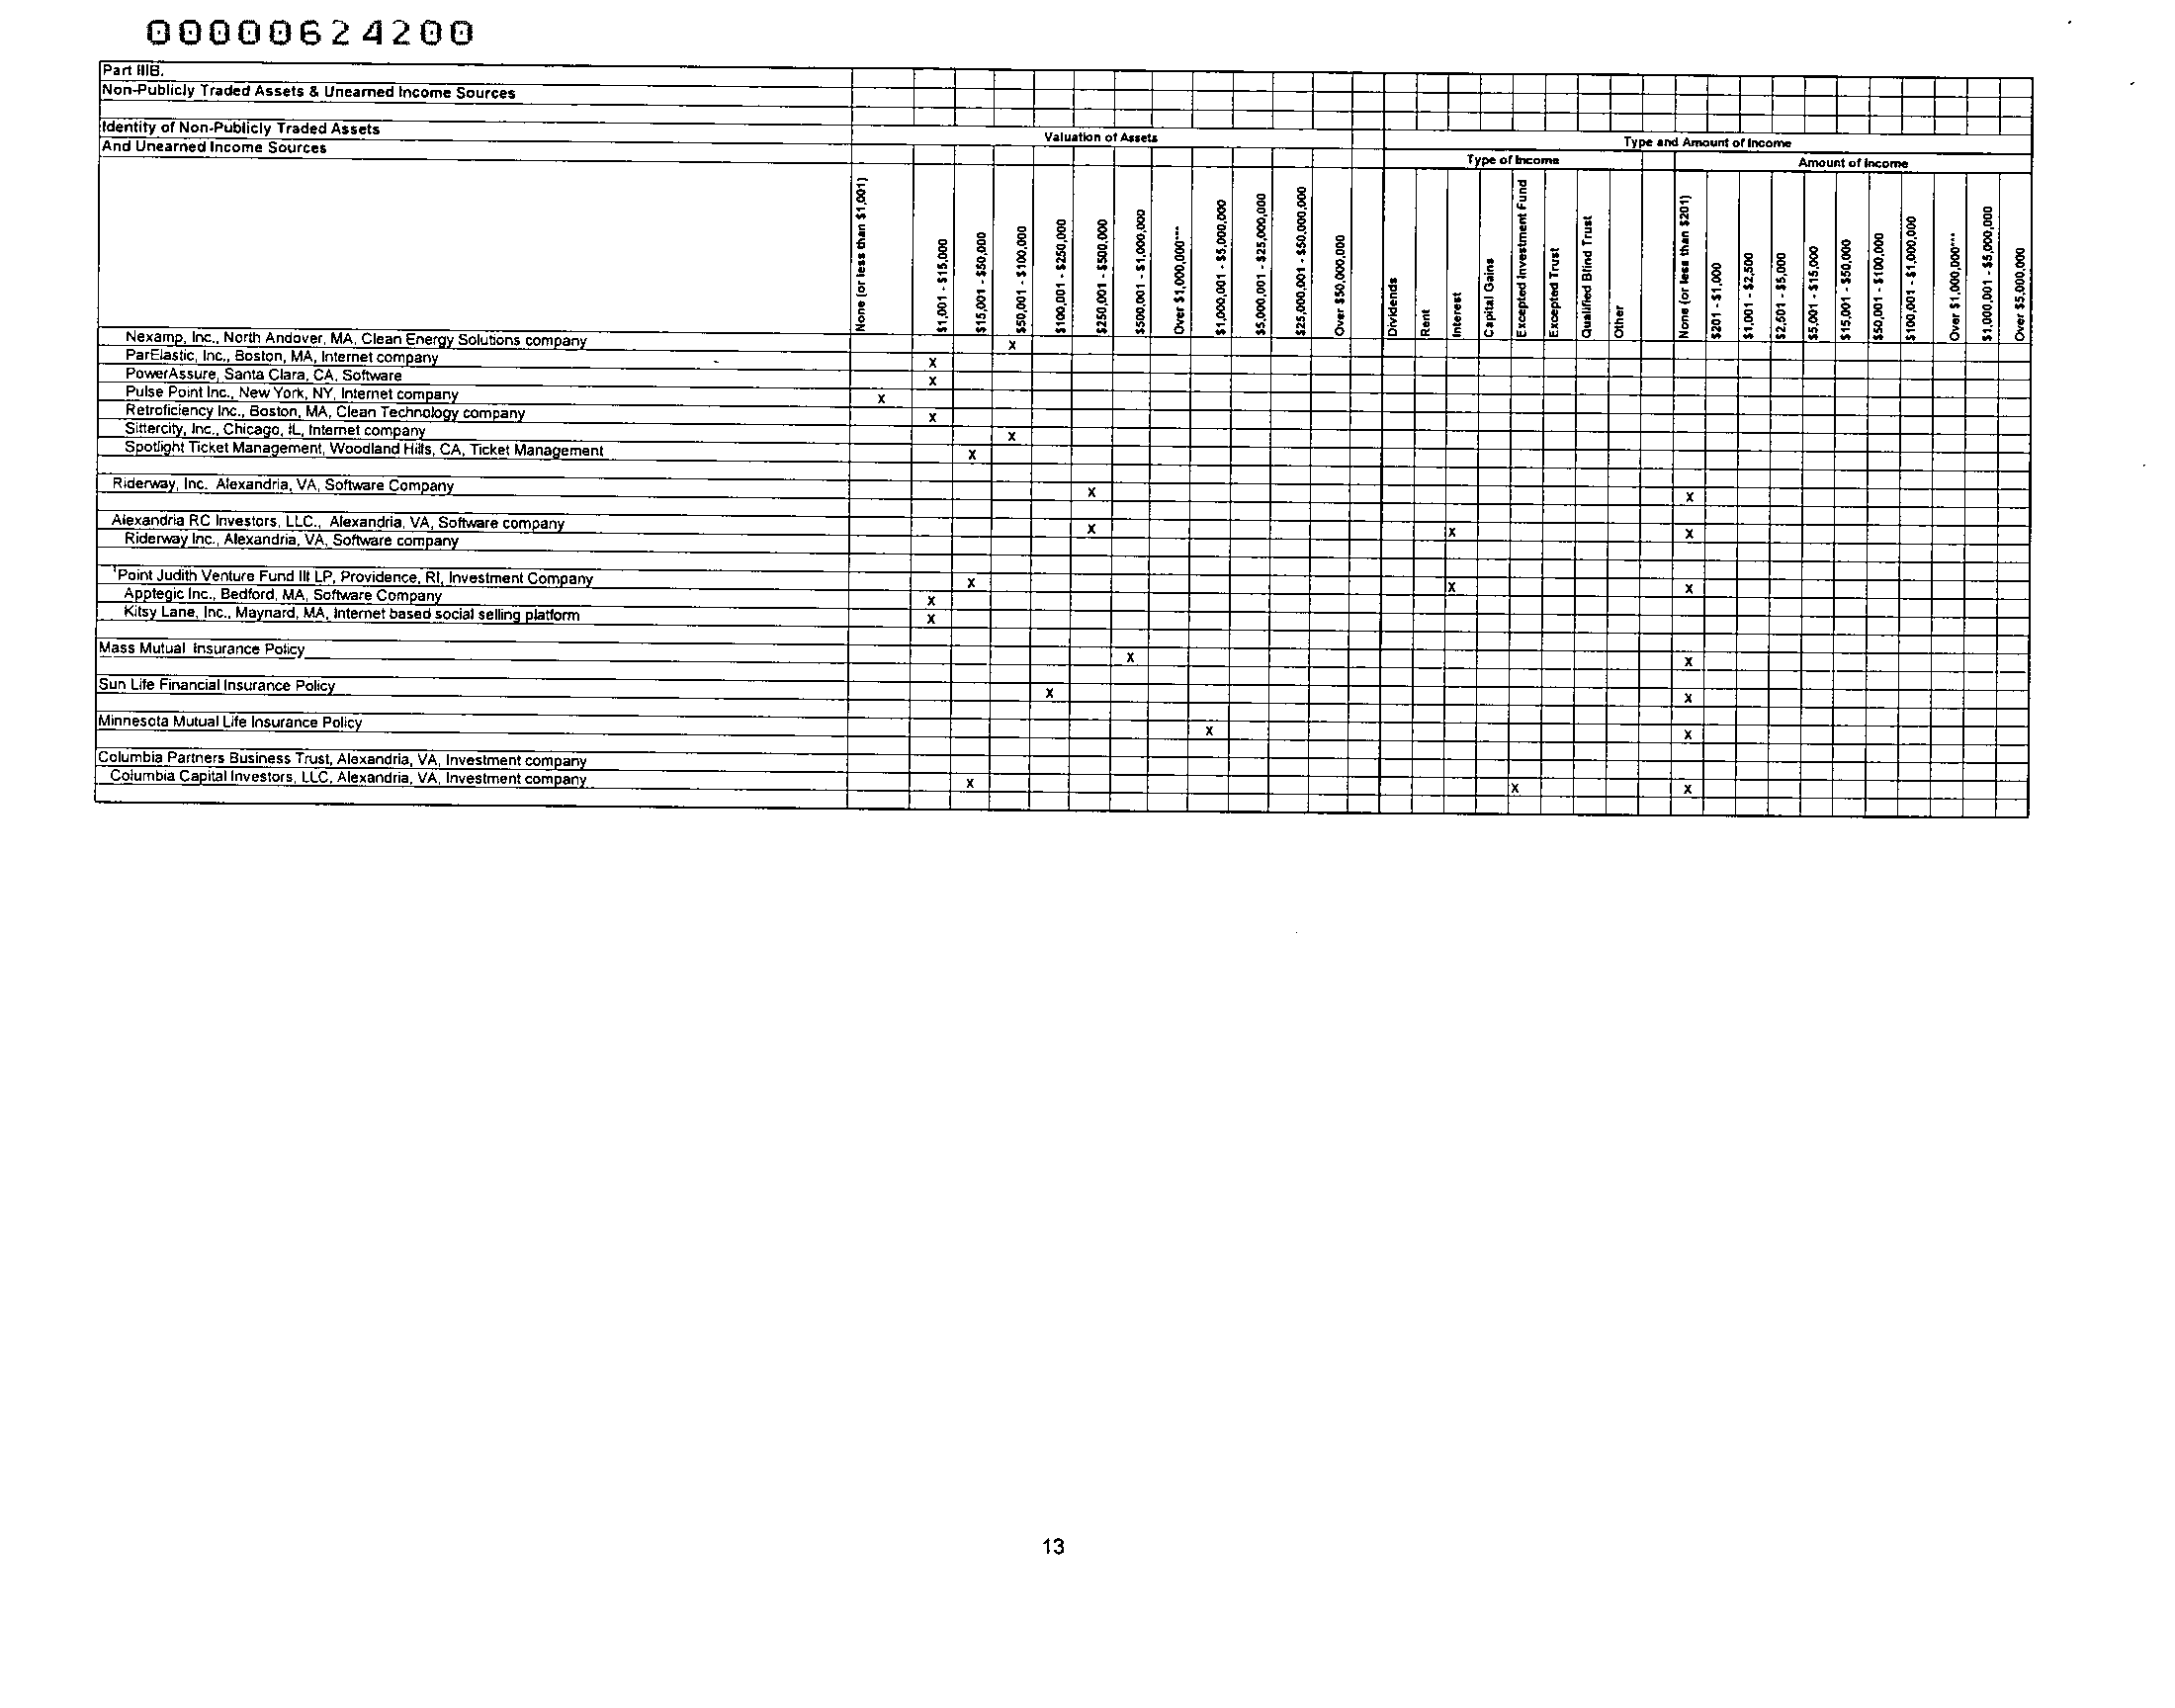 00000624200
Part IIIB.
Non-Publicly Traded Assets & Unearned Income Sources
Identity of Non-Publicly Traded Assets
Valuation of Assets
Type and Amount of Income
And Unearned Income Sources
Type of Income
Amount of Income
None (or less than $1,001)
$1,001 - $15,000
$15,001 - $50,000
$50,001 - $100,000
$100,001 - $250,000
$250,001 - $500,000
$500,001 - $1,000,000
Over $1,000,000***
$1,000,001 - $5,000,000
$5,000,001 - $25,000,000
$25,000,001 - $50,000,000
Over $50,000,000
Dividends
Rent
Interest
Capital Gains
Excepted Investment Fund
Excepted Trust
Qualified Blind Trust
Other
None (or less than $201)
$201 - $1,000
$1,001 - $2,500
$2,501 - $5,000
$5,001 - $15,000
$15,001 - $50,000
$50,001 - $100,000
$100,001 - $1,000,000
Over $1,000,000***
$1,000,001 - $5,000,000
Over $5,000,000
Nexamp, Inc., North Andover, MA, Clean Energy Solutions company X
ParElastic, Inc., Boston, MA, Internet company X
PowerAssure, Santa Clara, CA, Software X
Pulse Point Inc., New York, NY, Internet company X
Retroficiency Inc., Boston, MA, Clean Technology company X
Sittercity, Inc., Chicago, IL, Internet company X
Spotlight Ticket Management, Woodland Hills, CA, Ticket Management X
Riderway, Inc. Alexandria, VA, Software Company X X
Alexandria RC Investors, LLC., Alexandria, VA, Software company X X X
Riderway Inc., Alexandria, VA, Software company
¹Point Judith Venture Fund III LP, Providence, RI, Investment Company X X X
Apptegic Inc., Bedford, MA, Software Company X
Kitsy Lane, Inc., Maynard, MA, Internet based social selling platform X
Mass Mutual Insurance Policy X X
Sun Life Financial Insurance Policy X X
Minnesota Mutual Life Insurance Policy X X
Columbia Partners Business Trust, Alexandria, VA, Investment company
Columbia Capital Investors, LLC, Alexandria, VA, Investment company X X X
13